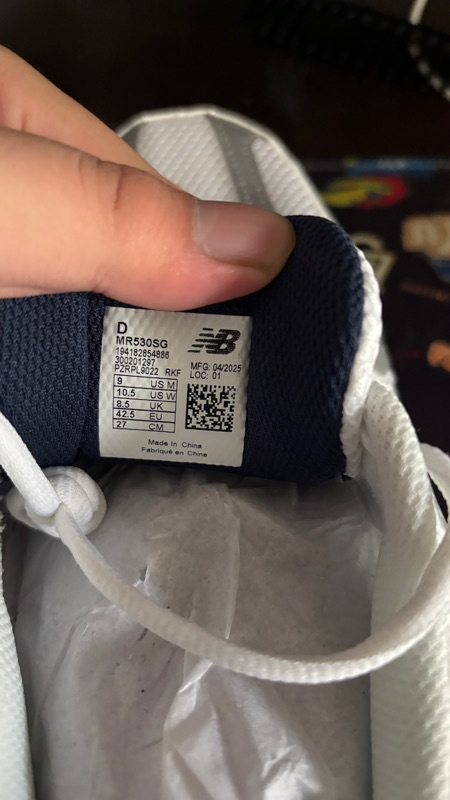 D
MR530SG
194182854886
300201297
PZRPL9022 RKF
NB
MFG: 04/2025
LOC: 01
9 US M
10.5 US W
8.5 UK
42.5 EU
27 CM
Made In China
Fabriqué en Chine